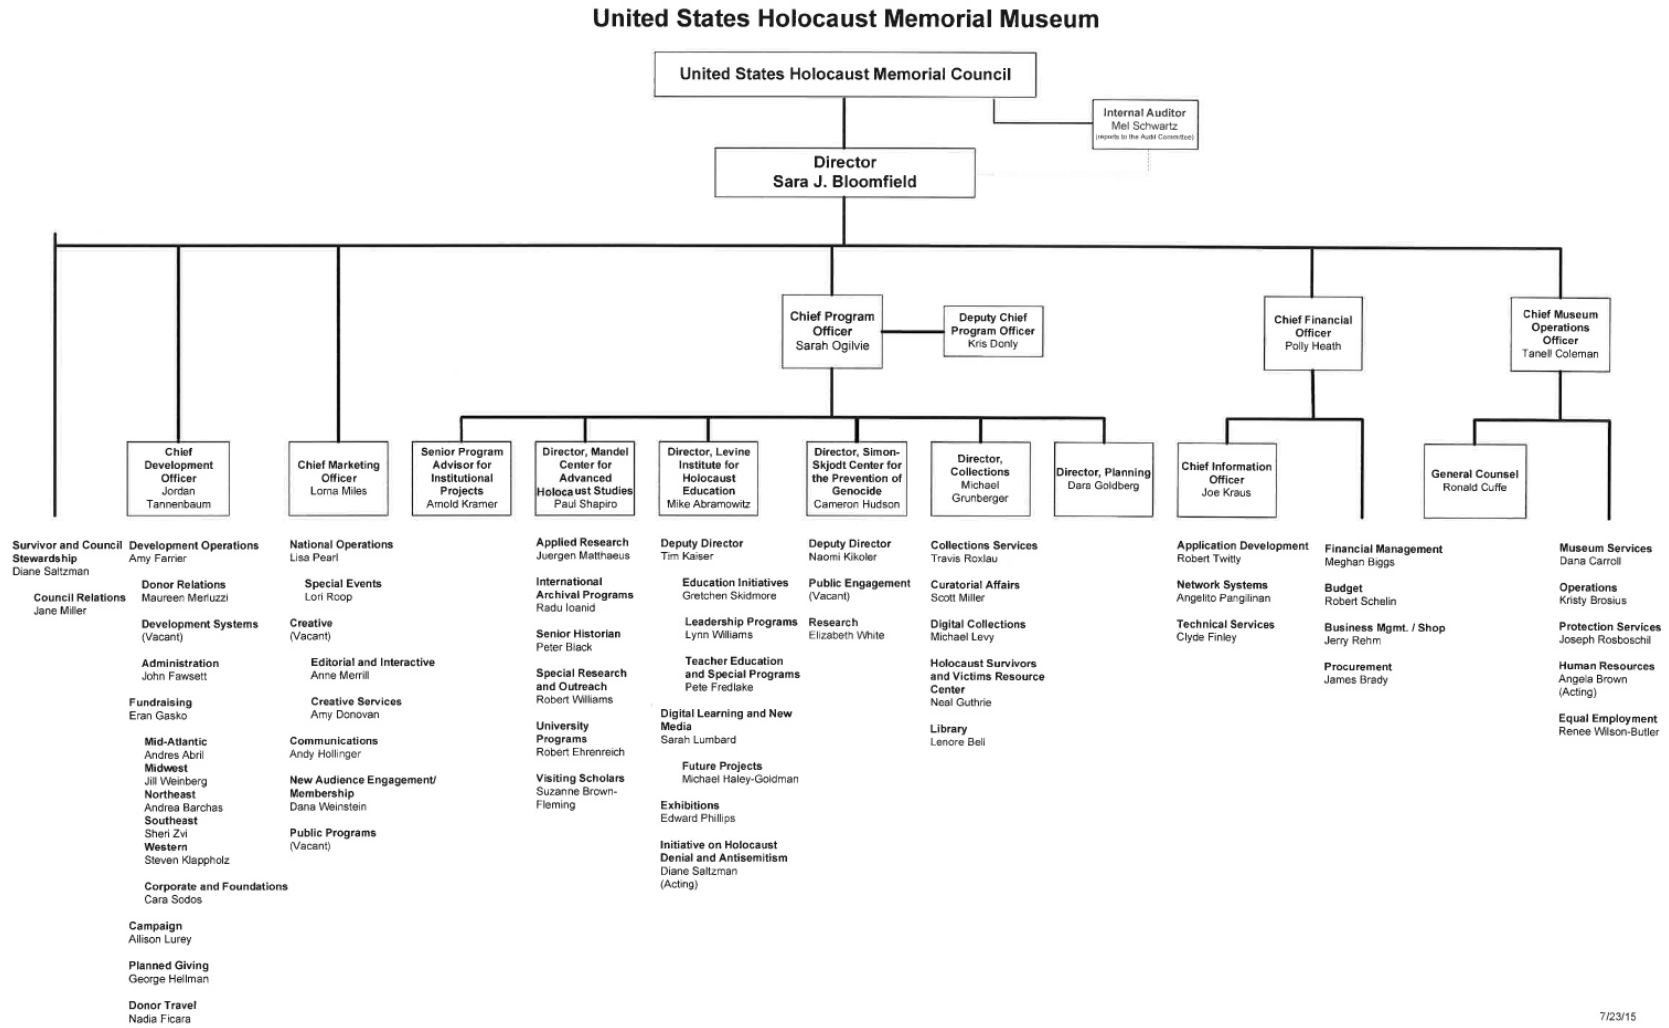 United States Holocaust Memorial Museum
United States Holocaust Memorial Council
Internal Auditor
Mel Schwartz
(reports to the Audit Committee)
Director
Sara J. Bloomfield
Chief Program
Officer
Sarah Ogilvie
Deputy Chief
Program Officer
Kris Donly
Chief Financial
Officer
Polly Heath
Chief Museum
Operations
Officer
Tanell Coleman
Chief
Development
Officer
Jordan
Tannenbaum
Chief Marketing
Officer
Lorna Miles
Senior Program
Advisor for
Institutional
Projects
Arnold Kramer
Director, Mandel
Center for
Advanced
Holocaust Studies
Paul Shapiro
Director, Levine
Institute for
Holocaust
Education
Mike Abramowitz
Director, Simon-
Skjodt Center for
the Prevention of
Genocide
Cameron Hudson
Director,
Collections
Michael
Grunberger
Director, Planning
Dara Goldberg
Chief Information
Officer
Joe Kraus
General Counsel
Ronald Cuffe
Survivor and Council
Stewardship
Diane Saltzman
Council Relations
Jane Miller
Development Operations
Amy Farrier
Donor Relations
Maureen Merluzzi
Development Systems
(Vacant)
Administration
John Fawsett
Fundraising
Eran Gasko
Mid-Atlantic
Andres Abril
Midwest
Jill Weinberg
Northeast
Andrea Barchas
Southeast
Sheri Zvi
Western
Steven Klappholz
Corporate and Foundations
Cara Sodos
Campaign
Allison Lurey
Planned Giving
George Hellman
Donor Travel
Nadia Ficara
National Operations
Lisa Pearl
Special Events
Lori Roop
Creative
(Vacant)
Editorial and Interactive
Anne Merrill
Creative Services
Amy Donovan
Communications
Andy Hollinger
New Audience Engagement/
Membership
Dana Weinstein
Public Programs
(Vacant)
Applied Research
Juergen Matthaeus
International
Archival Programs
Radu Ioanid
Senior Historian
Peter Black
Special Research
and Outreach
Robert Williams
University
Programs
Robert Ehrenreich
Visiting Scholars
Suzanne Brown-
Fleming
Deputy Director
Tim Kaiser
Education Initiatives
Gretchen Skidmore
Leadership Programs
Lynn Williams
Teacher Education
and Special Programs
Pete Fredlake
Digital Learning and New
Media
Sarah Lumbard
Future Projects
Michael Haley-Goldman
Exhibitions
Edward Phillips
Initiative on Holocaust
Denial and Antisemitism
Diane Saltzman
(Acting)
Deputy Director
Naomi Kikoler
Public Engagement
(Vacant)
Research
Elizabeth White
Collections Services
Travis Roxlau
Curatorial Affairs
Scott Miller
Digital Collections
Michael Levy
Holocaust Survivors
and Victims Resource
Center
Neal Guthrie
Library
Lenore Bell
Application Development
Robert Twitty
Network Systems
Angelito Pangilinan
Technical Services
Clyde Finley
Financial Management
Meghan Biggs
Budget
Robert Schelin
Business Mgmt. / Shop
Jerry Rehm
Procurement
James Brady
Museum Services
Dana Carroll
Operations
Kristy Brosius
Protection Services
Joseph Rosboschil
Human Resources
Angela Brown
(Acting)
Equal Employment
Renee Wilson-Butler
7/23/15